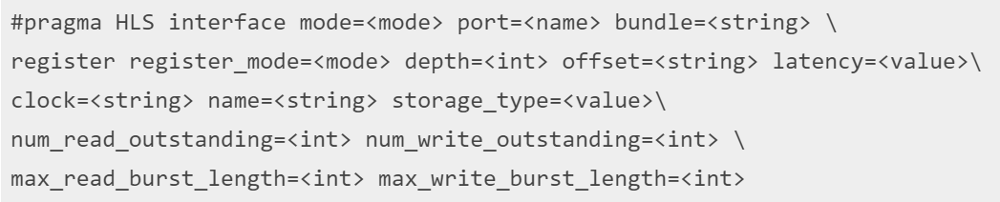 #pragma HLS interface mode=<mode> port=<name> bundle=<string> \
register register_mode=<mode> depth=<int> offset=<string> latency=<value>\
clock=<string> name=<string> storage_type=<value>\
num_read_outstanding=<int> num_write_outstanding=<int> \
max_read_burst_length=<int> max_write_burst_length=<int>